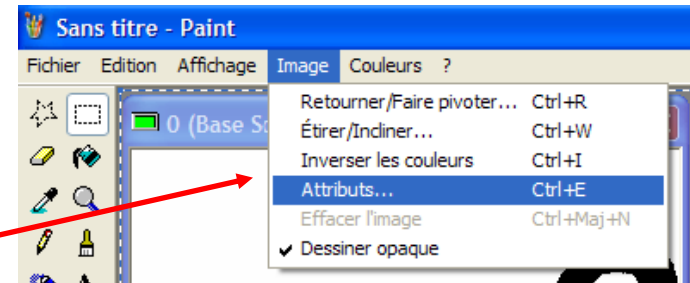 Sans titre - Paint
Fichier Edition Affichage Image Couleurs ?
0 (Base
Retourner/Faire pivoter... Ctrl+R
Étirer/Incliner... Ctrl+W
Inverser les couleurs Ctrl+I
Attributs... Ctrl+E
Effacer l'image Ctrl+Maj+N
Dessiner opaque